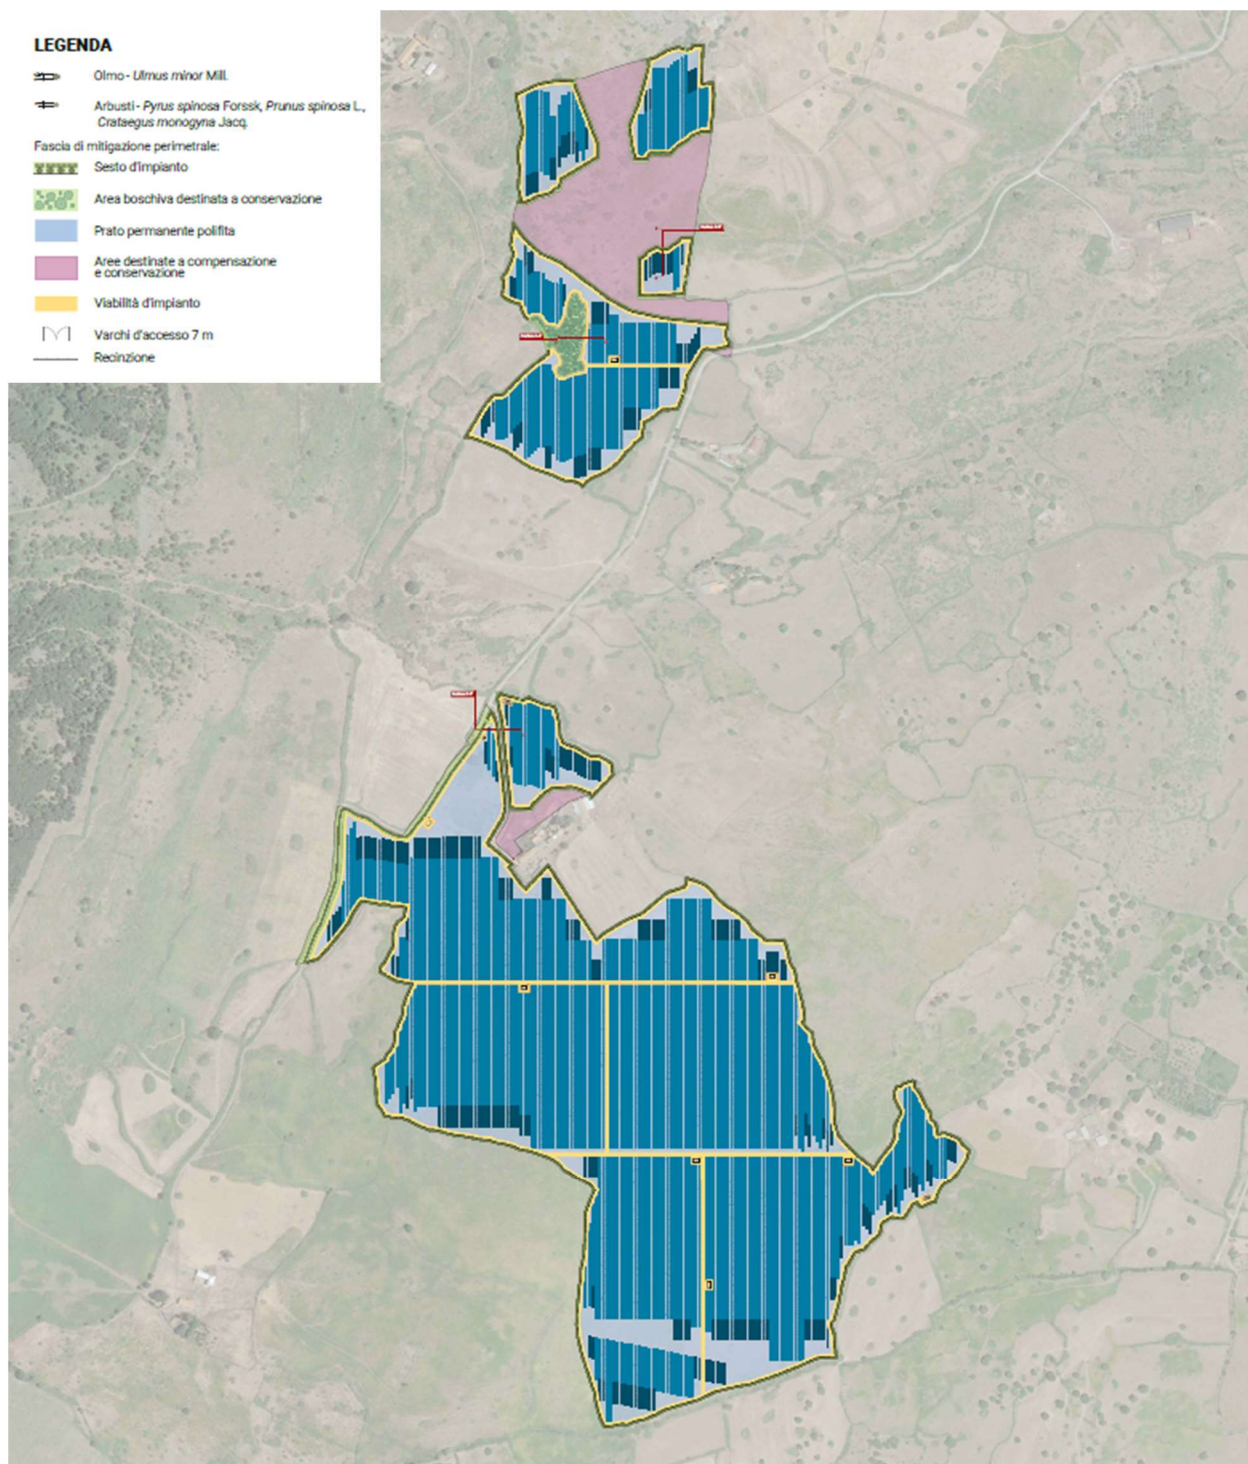 LEGENDA
Olmo - Ulmus minor Mill.
Arbusti - Pyrus spinosa Forssk, Prunus spinosa L.,
Crataegus monogyna Jacq.
Fascia di mitigazione perimetrale:
Sesto d'impianto
Area boschiva destinata a conservazione
Prato permanente polifita
Aree destinate a compensazione
e conservazione
Viabilità d'impianto
Varchi d'accesso 7 m
Recinzione